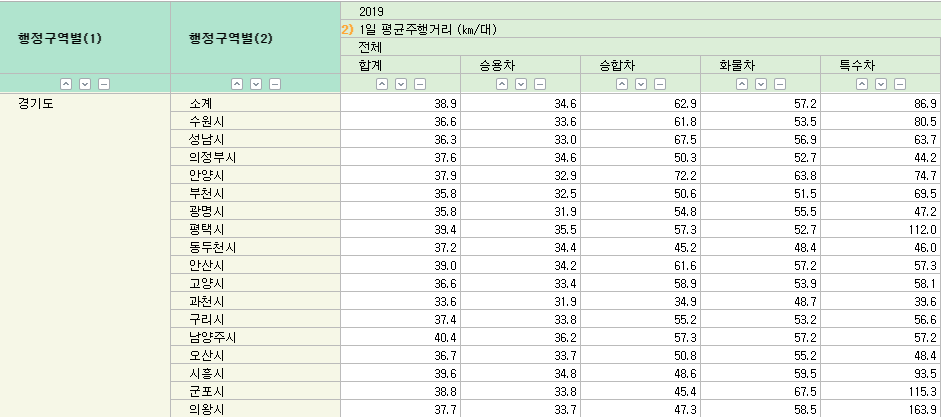 2019
2) 1일 평균주행거리 (km/대)
행정구역별(1) 행정구역별(2)
전체
합계 승용차 승합차 화물차 특수차
경기도 소계 38.9 34.6 62.9 57.2 86.9
수원시 36.6 33.6 61.8 53.5 80.5
성남시 36.3 33.0 67.5 56.9 63.7
의정부시 37.6 34.6 50.3 52.7 44.2
안양시 37.9 32.9 72.2 63.8 74.7
부천시 35.8 32.5 50.6 51.5 69.5
광명시 35.8 31.9 54.8 55.5 47.2
평택시 39.4 35.5 57.3 52.7 112.0
동두천시 37.2 34.4 45.2 48.4 46.0
안산시 39.0 34.2 61.6 57.2 57.3
고양시 36.6 33.4 58.9 53.9 58.1
과천시 33.6 31.9 34.9 48.7 39.6
구리시 37.4 33.8 55.2 53.2 56.6
남양주시 40.4 36.2 57.3 57.2 57.2
오산시 36.7 33.7 50.8 55.2 48.4
시흥시 39.6 34.8 48.6 59.5 93.5
군포시 38.8 33.8 45.4 67.5 115.3
의왕시 37.7 33.7 47.3 58.5 163.9